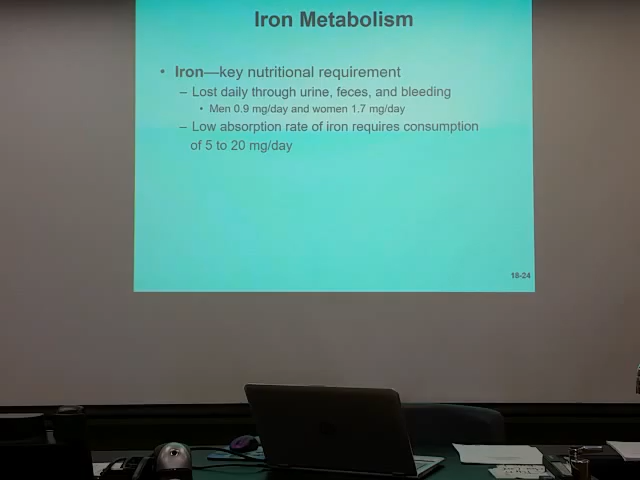 Iron Metabolism
• Iron—key nutritional requirement
– Lost daily through urine, feces, and bleeding
• Men 0.9 mg/day and women 1.7 mg/day
– Low absorption rate of iron requires consumption
of 5 to 20 mg/day
18-24